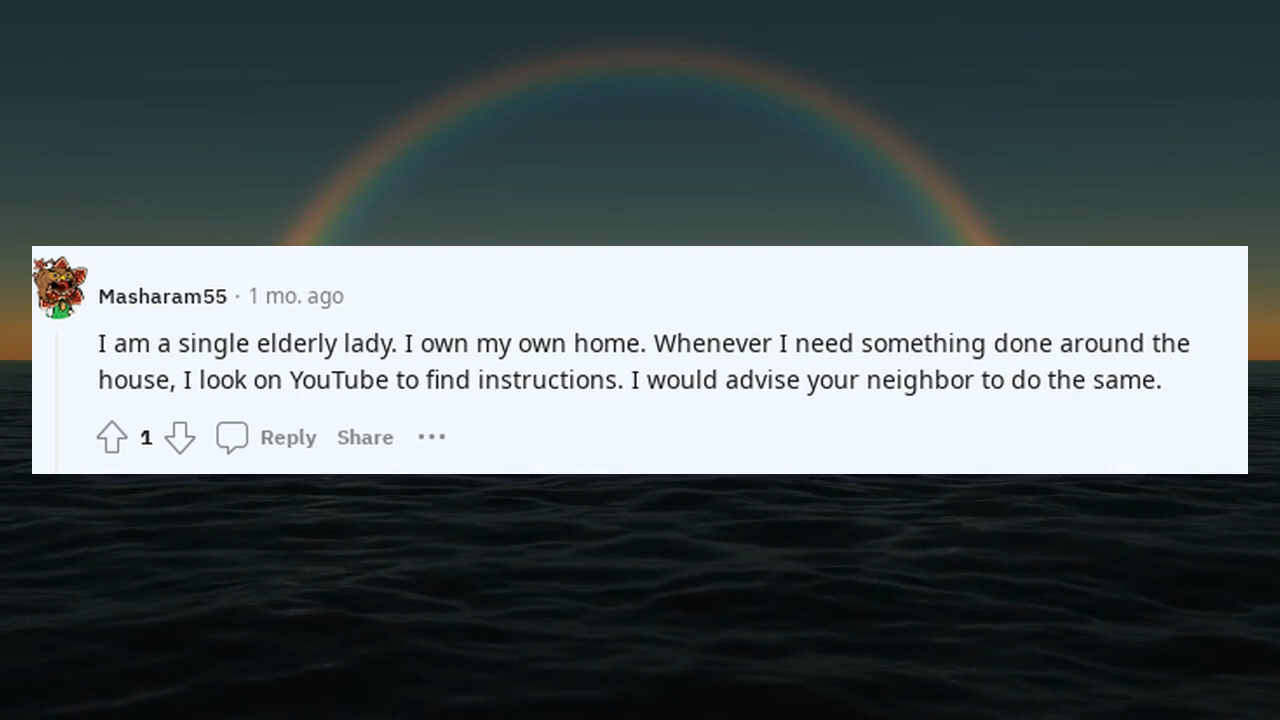 Masharam55 · 1 mo. ago
I am a single elderly lady. I own my own home. Whenever I need something done around the
house, I look on YouTube to find instructions. I would advise your neighbor to do the same.
1 Reply Share ···